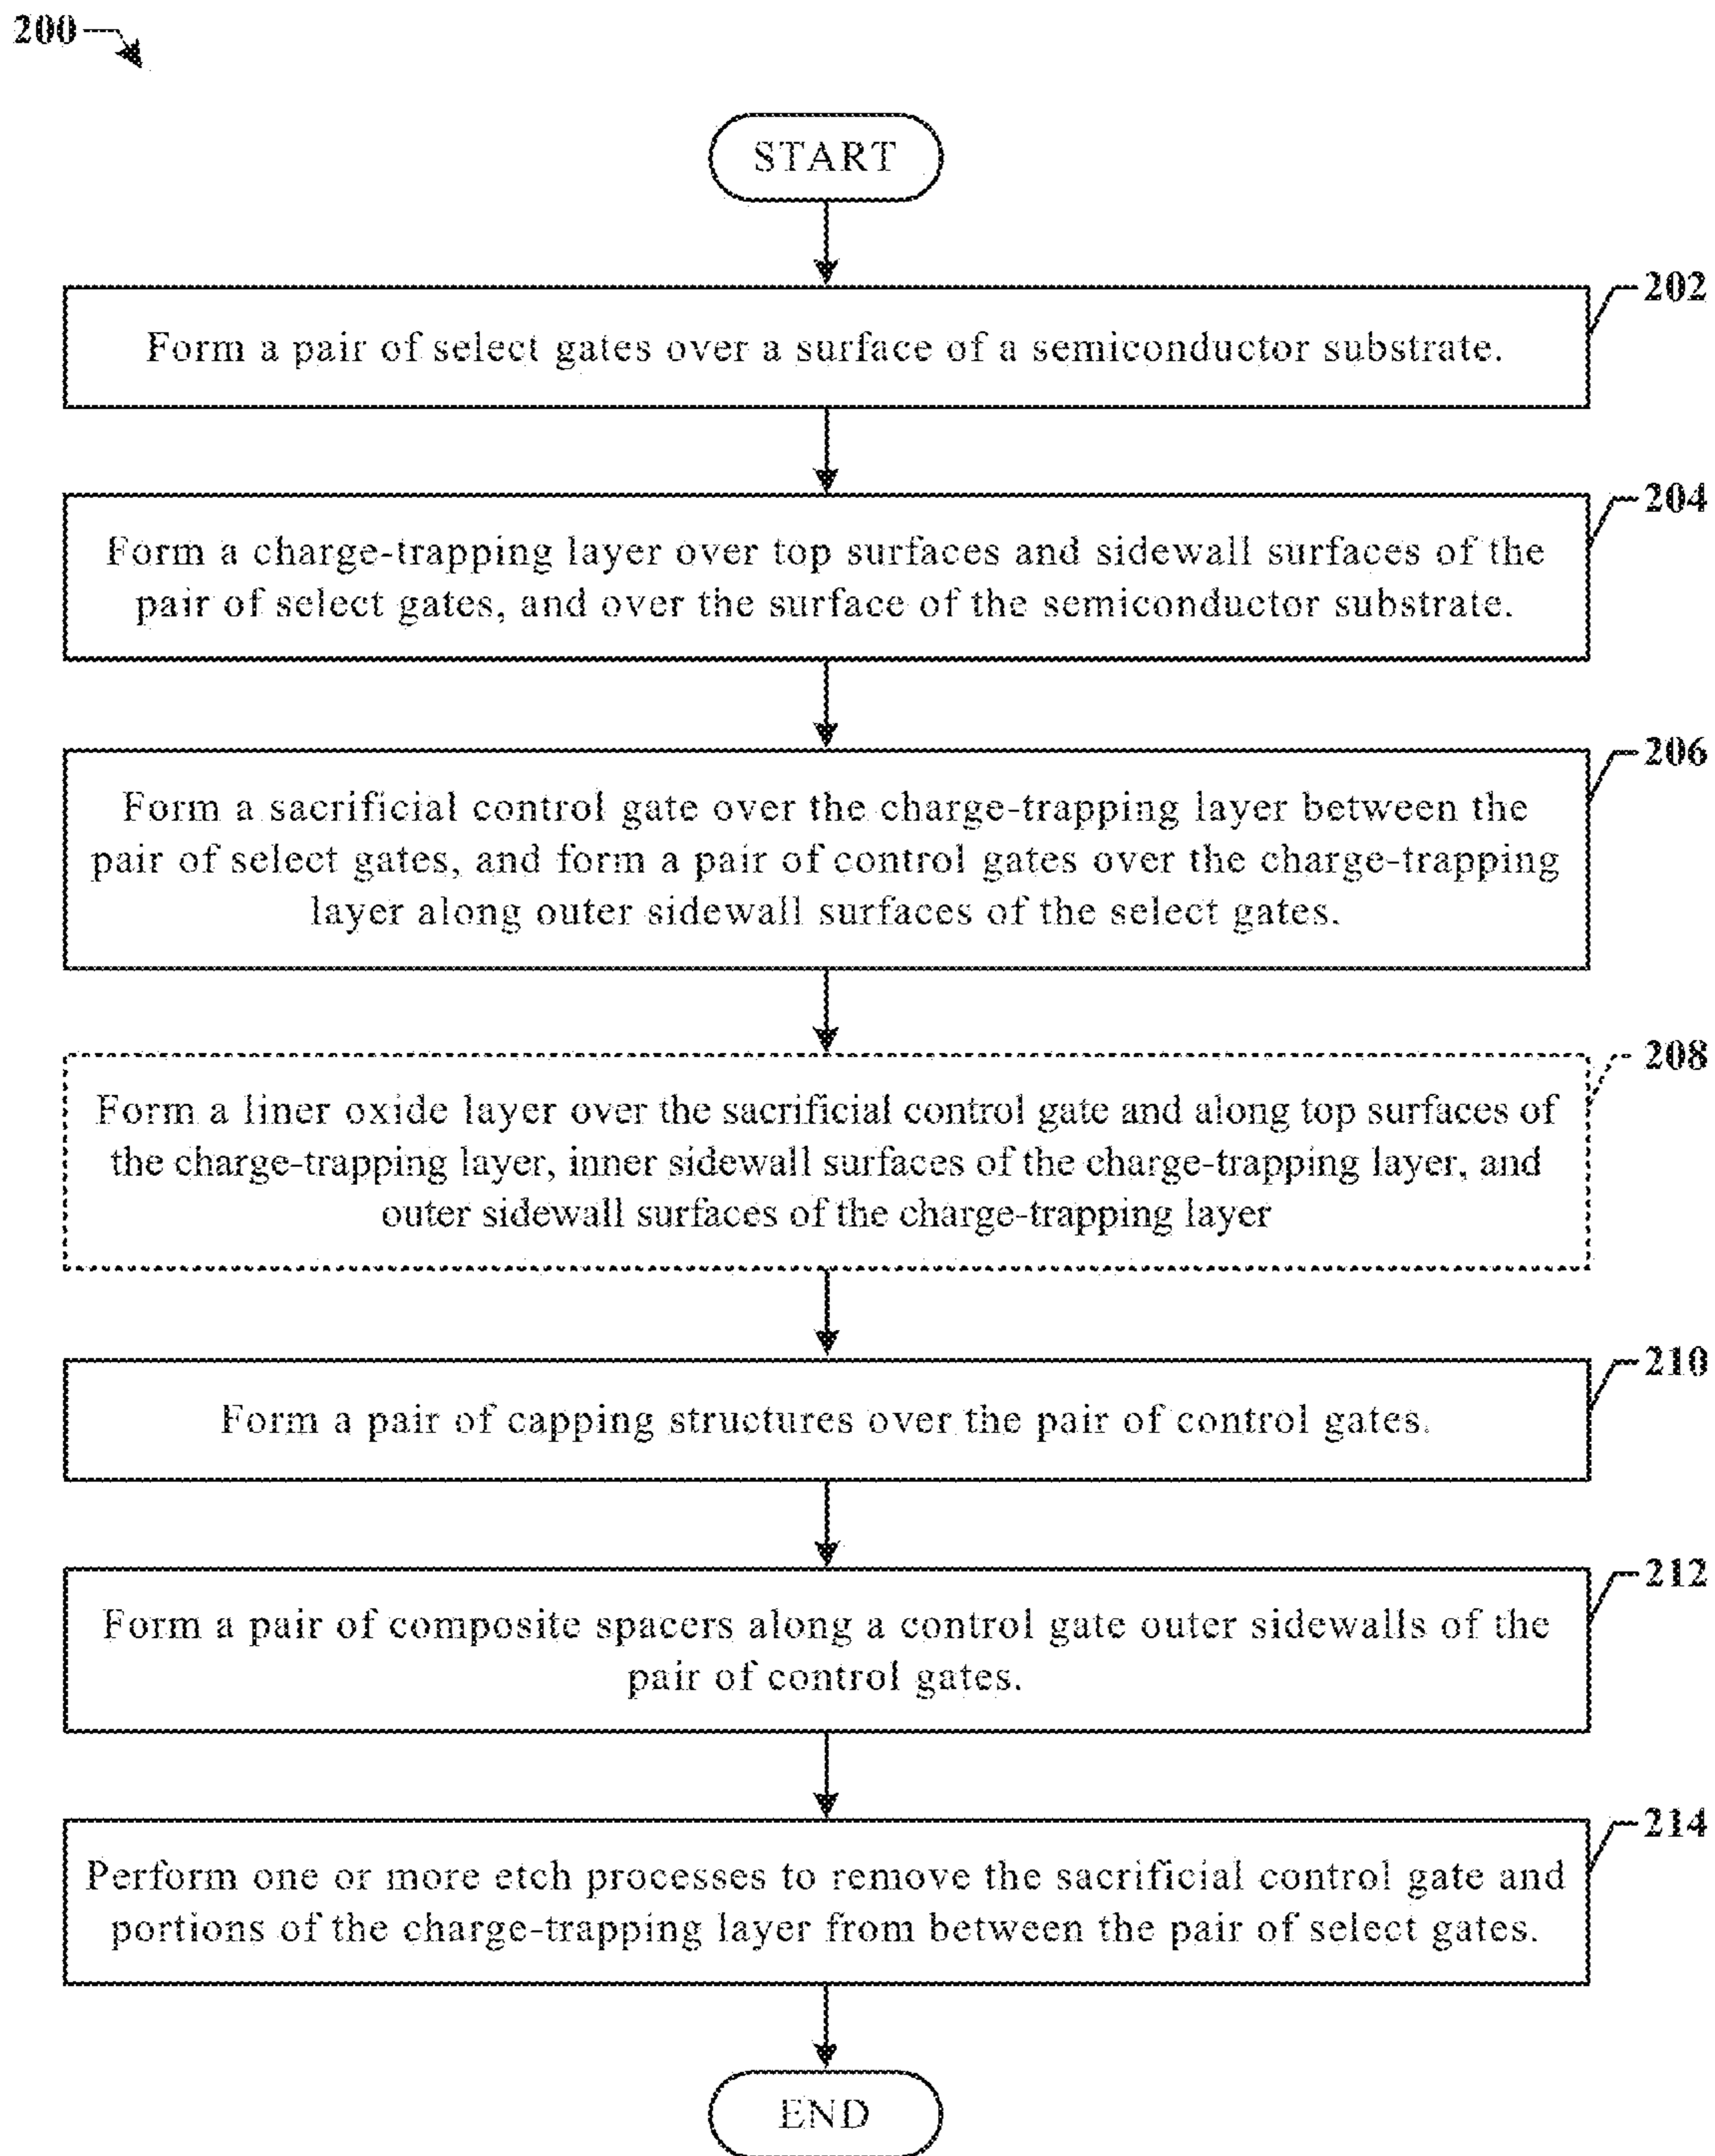 200
START
202
Form a pair of select gates over a surface of a semiconductor substrate.
204
Form a charge-trapping layer over top surfaces and sidewall surfaces of the
pair of select gates, and over the surface of the semiconductor substrate.
206
Form a sacrificial control gate over the charge-trapping layer between the
pair of select gates, and form a pair of control gates over the charge-trapping
layer along outer sidewall surfaces of the select gates.
208
Form a liner oxide layer over the sacrificial control gate and along top surfaces of
the charge-trapping layer, inner sidewall surfaces of the charge-trapping layer, and
outer sidewall surfaces of the charge-trapping layer
210
Form a pair of capping structures over the pair of control gates.
212
Form a pair of composite spacers along a control gate outer sidewalls of the
pair of control gates.
214
Perform one or more etch processes to remove the sacrificial control gate and
portions of the charge-trapping layer from between the pair of select gates.
END